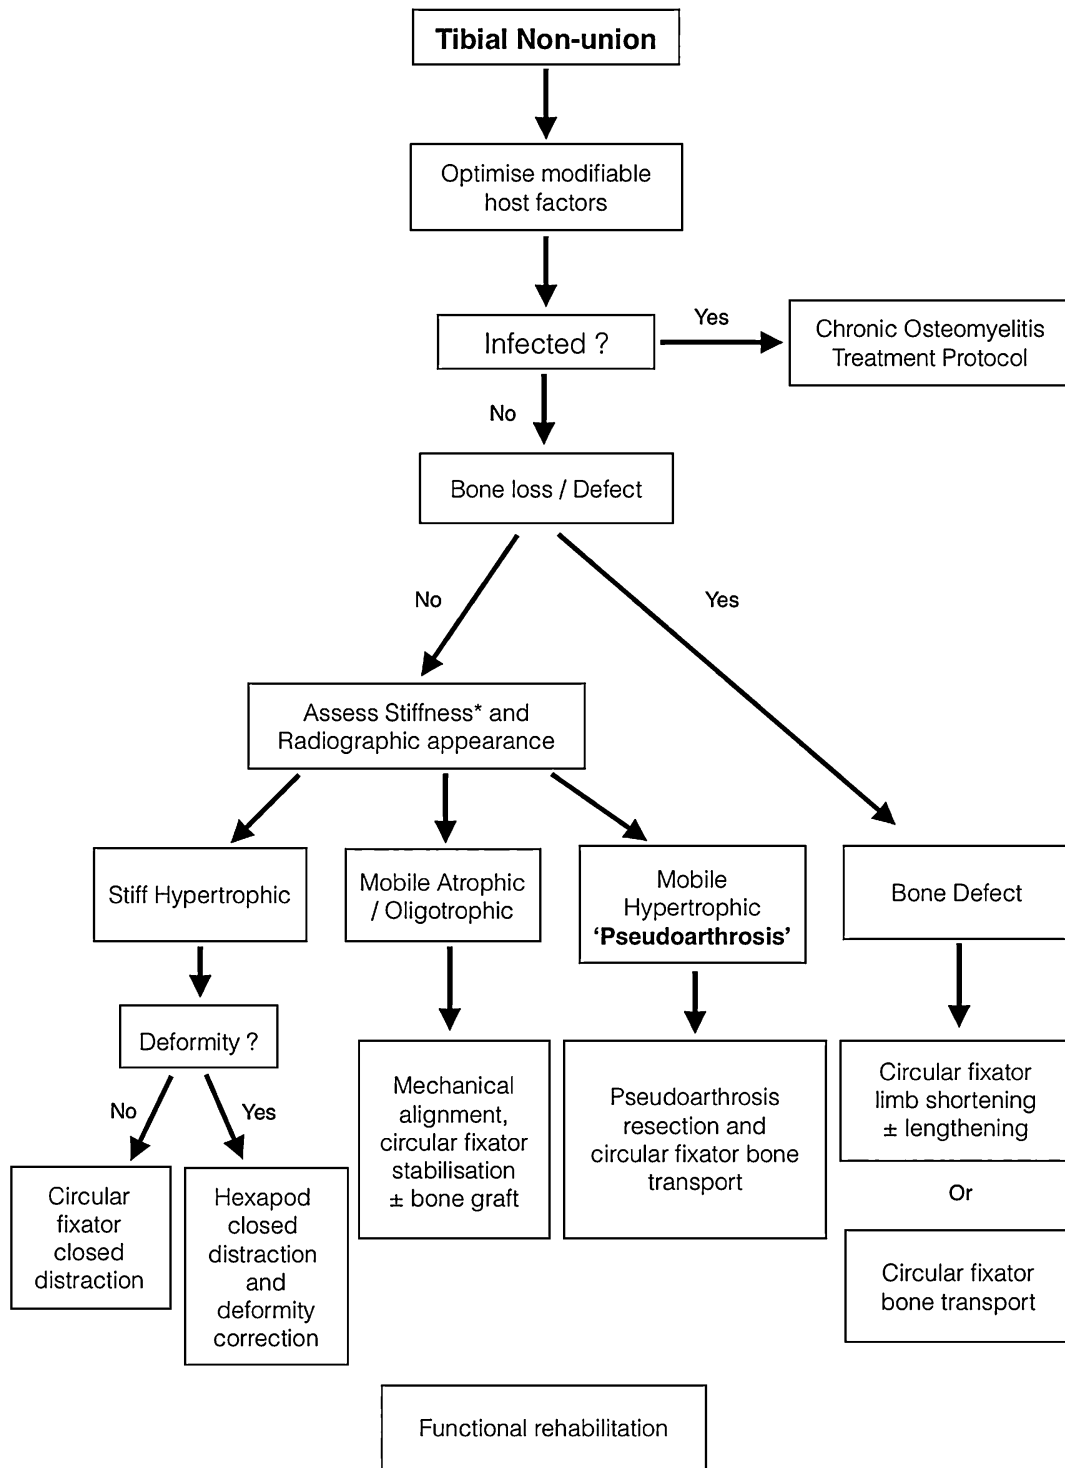 Tibial Non-union
Optimise modifiable
host factors
Infected ?
Yes
Chronic Osteomyelitis
Treatment Protocol
No
Bone loss / Defect
No
Yes
Assess Stiffness* and
Radiographic appearance
Stiff Hypertrophic
Mobile Atrophic
/ Oligotrophic
Mobile
Hypertrophic
‘Pseudoarthrosis’
Bone Defect
Deformity ?
No
Yes
Circular
fixator
closed
distraction
Hexapod
closed
distraction
and
deformity
correction
Mechanical
alignment,
circular fixator
stabilisation
± bone graft
Pseudoarthrosis
resection and
circular fixator bone
transport
Circular fixator
limb shortening
± lengthening
Or
Circular fixator
bone transport
Functional rehabilitation